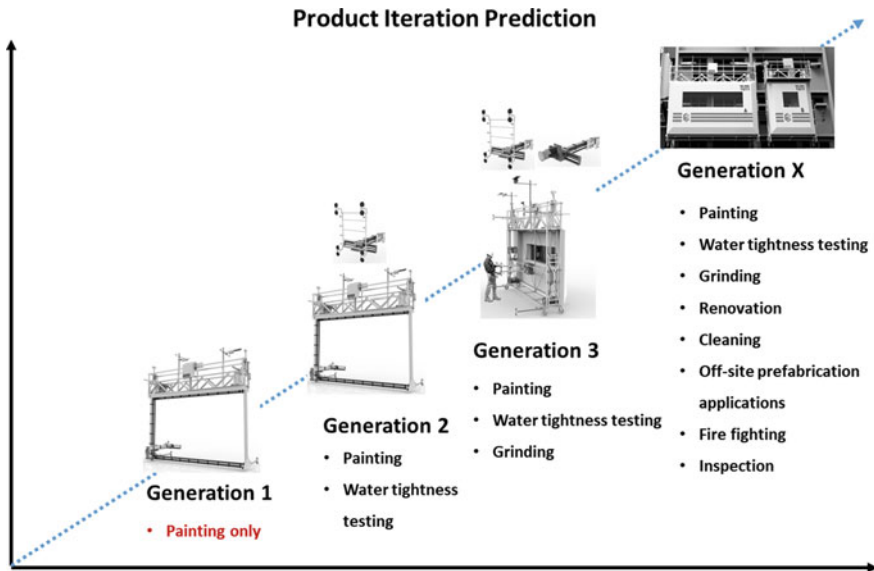 Product Iteration Prediction
Generation 1
• Painting only
Generation 2
• Painting
• Water tightness
testing
Generation 3
• Painting
• Water tightness testing
• Grinding
Generation X
• Painting
• Water tightness testing
• Grinding
• Renovation
• Cleaning
• Off-site prefabrication
applications
• Fire fighting
• Inspection